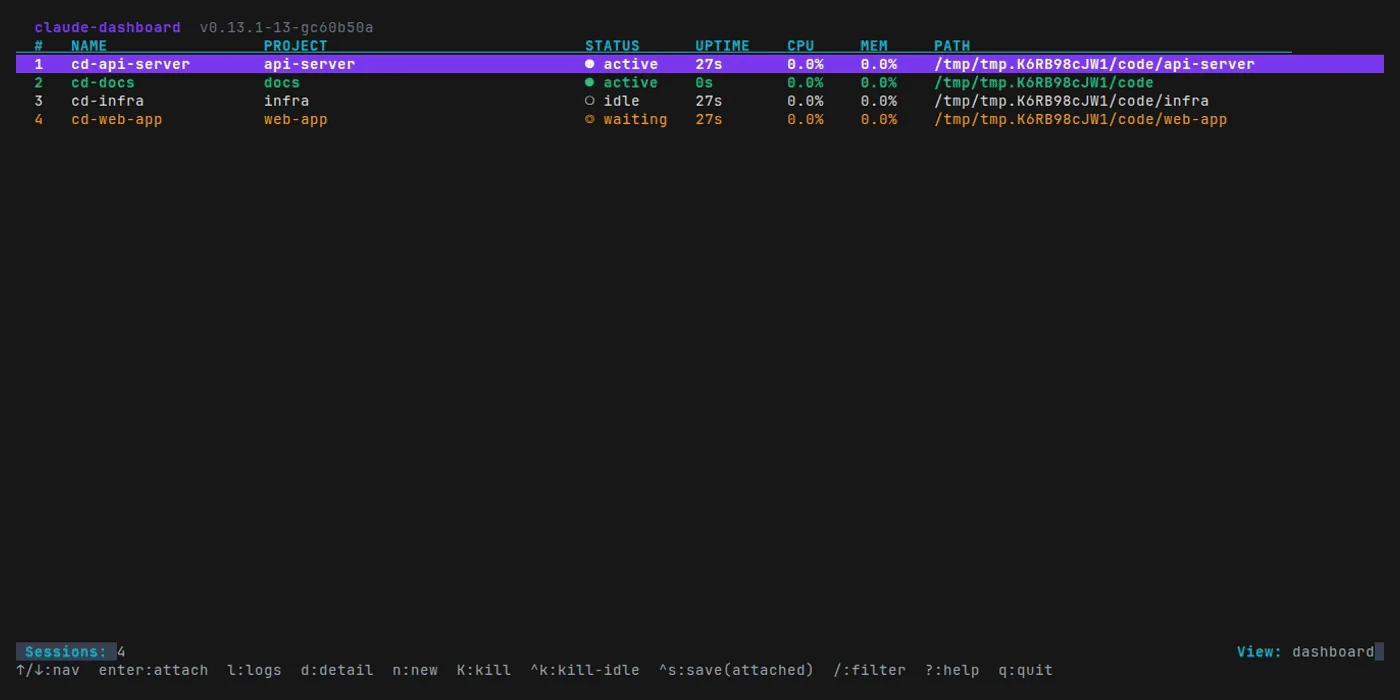 claude-dashboard v0.13.1-13-gc60b50a
# NAME PROJECT STATUS UPTIME CPU MEM PATH
1 cd-api-server api-server ● active 27s 0.0% 0.0% /tmp/tmp.K6RB98cJW1/code/api-server
2 cd-docs docs ● active 0s 0.0% 0.0% /tmp/tmp.K6RB98cJW1/code
3 cd-infra infra ○ idle 27s 0.0% 0.0% /tmp/tmp.K6RB98cJW1/code/infra
4 cd-web-app web-app ◎ waiting 27s 0.0% 0.0% /tmp/tmp.K6RB98cJW1/code/web-app
Sessions: 4 View: dashboard
↑/↓:nav enter:attach l:logs d:detail n:new K:kill ^k:kill-idle ^s:save(attached) /:filter ?:help q:quit